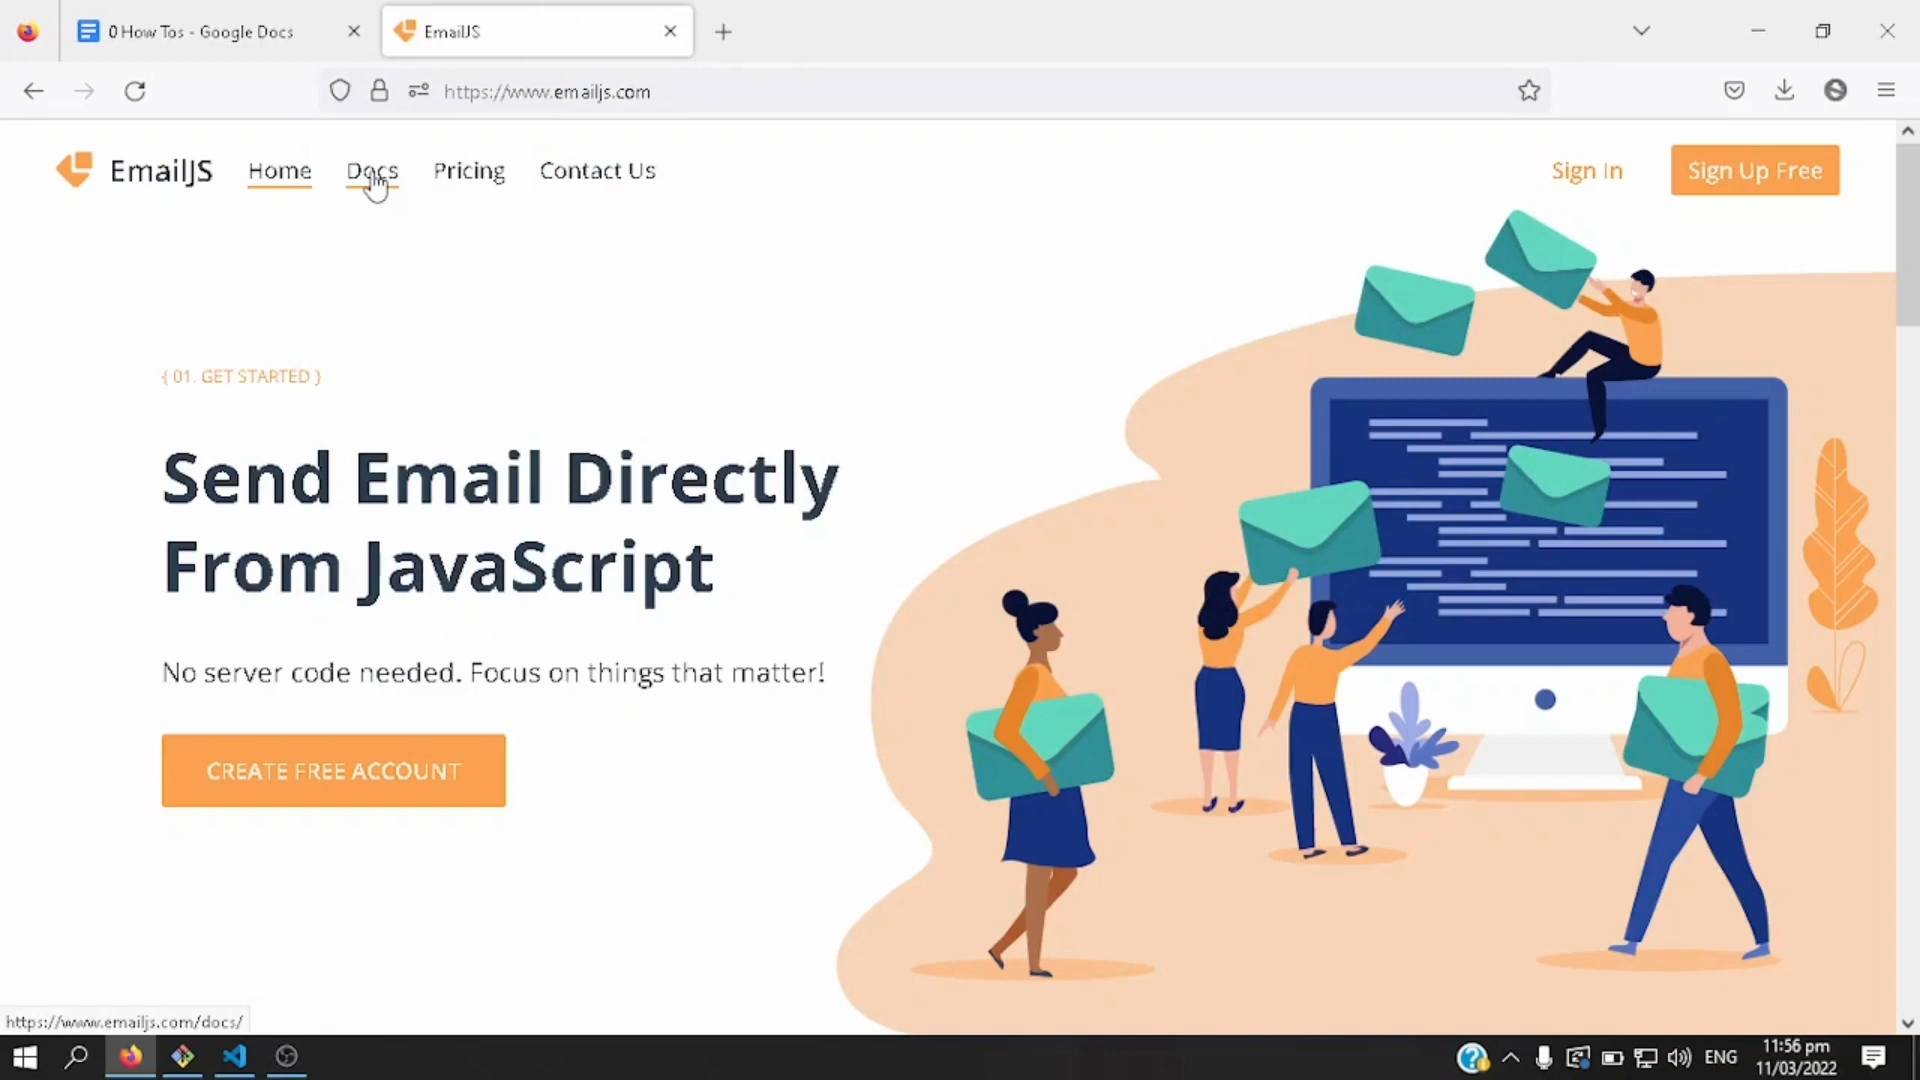 0 How Tos - Google Docs
EmailJS
https://www.emailjs.com
EmailJS
Home
Docs
Pricing
Contact Us
Sign In
Sign Up Free
{ 01. GET STARTED }
Send Email Directly
From JavaScript
No server code needed. Focus on things that matter!
CREATE FREE ACCOUNT
https://www.emailjs.com/docs/
ENG
11:56 pm
11/03/2022